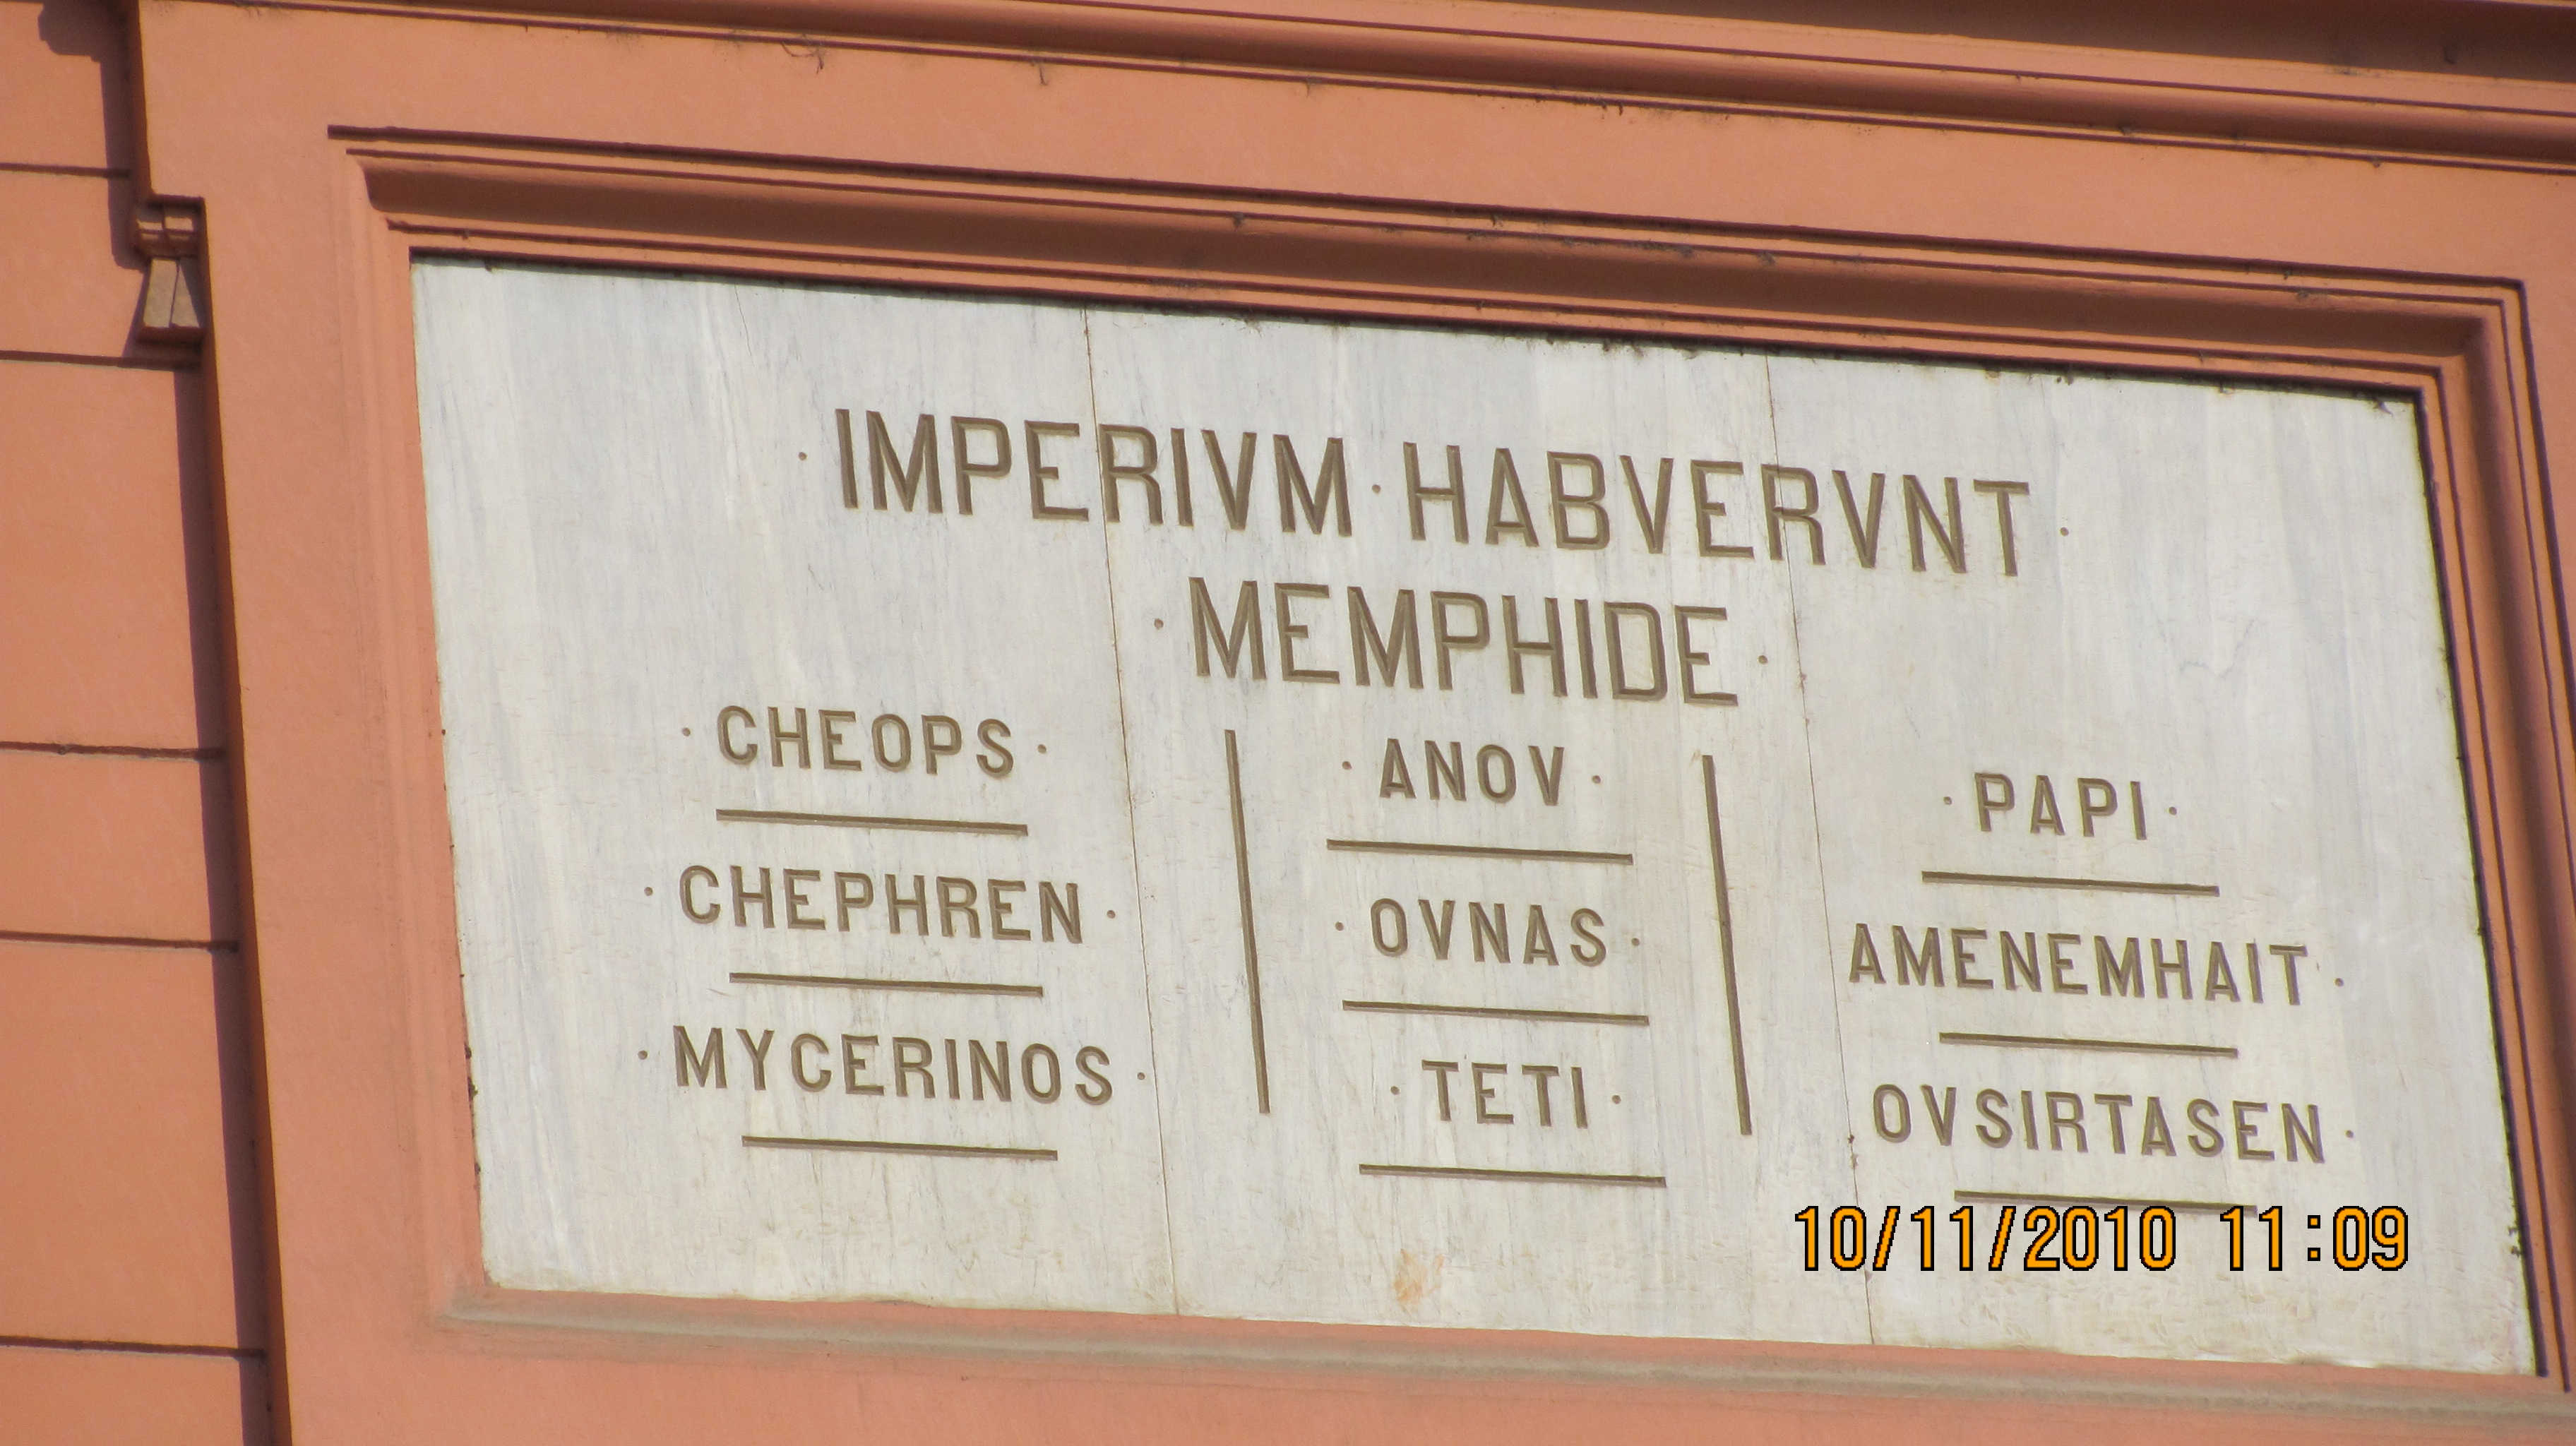 · IMPERIVM · HABVERVNT ·
· MEMPHIDE ·
· CHEOPS ·
· CHEPHREN ·
· MYCERINOS ·
· ANOV ·
· OVNAS ·
· TETI ·
· PAPI ·
AMENEMHAIT ·
OVSIRTASEN ·
10/11/2010 11:09